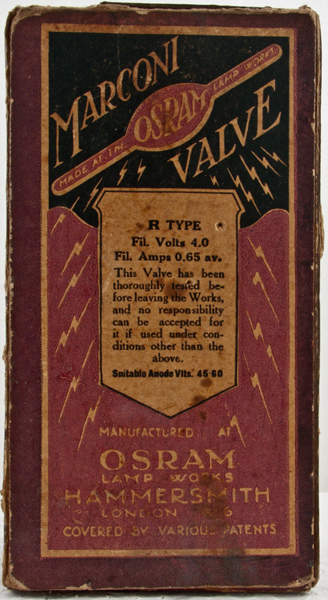 MARCONI
MADE AT THE OSRAM LAMP WORKS
VALVE
R TYPE
Fil. Volts 4.0
Fil. Amps 0.65 av.
This Valve has been
thoroughly tested be-
fore leaving the Works,
and no responsibility
can be accepted for
it if used under con-
ditions other than the
above.
Suitable Anode Vlts. 45-60
MANUFACTURED AT
OSRAM
LAMP WORKS
HAMMERSMITH
LONDON 6
COVERED BY VARIOUS PATENTS